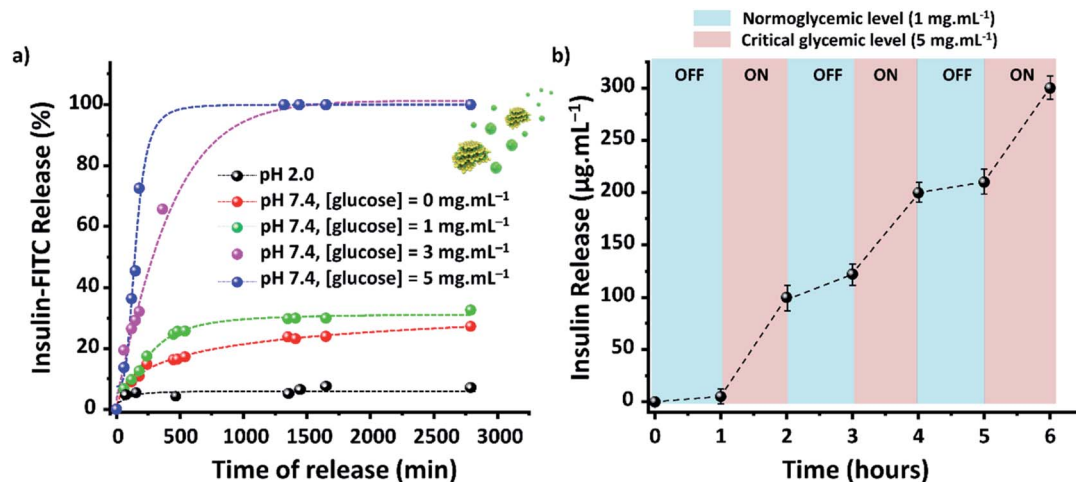 a)
Insulin-FITC Release (%)
100
80
60
40
20
0
pH 2.0
pH 7.4, [glucose] = 0 mg.mL⁻¹
pH 7.4, [glucose] = 1 mg.mL⁻¹
pH 7.4, [glucose] = 3 mg.mL⁻¹
pH 7.4, [glucose] = 5 mg.mL⁻¹
0 500 1000 1500 2000 2500 3000
Time of release (min)
Normoglycemic level (1 mg.mL⁻¹)
Critical glycemic level (5 mg.mL⁻¹)
b)
OFF ON OFF ON OFF ON
Insulin Release (µg.mL⁻¹)
300
250
200
150
100
50
0
0 1 2 3 4 5 6
Time (hours)